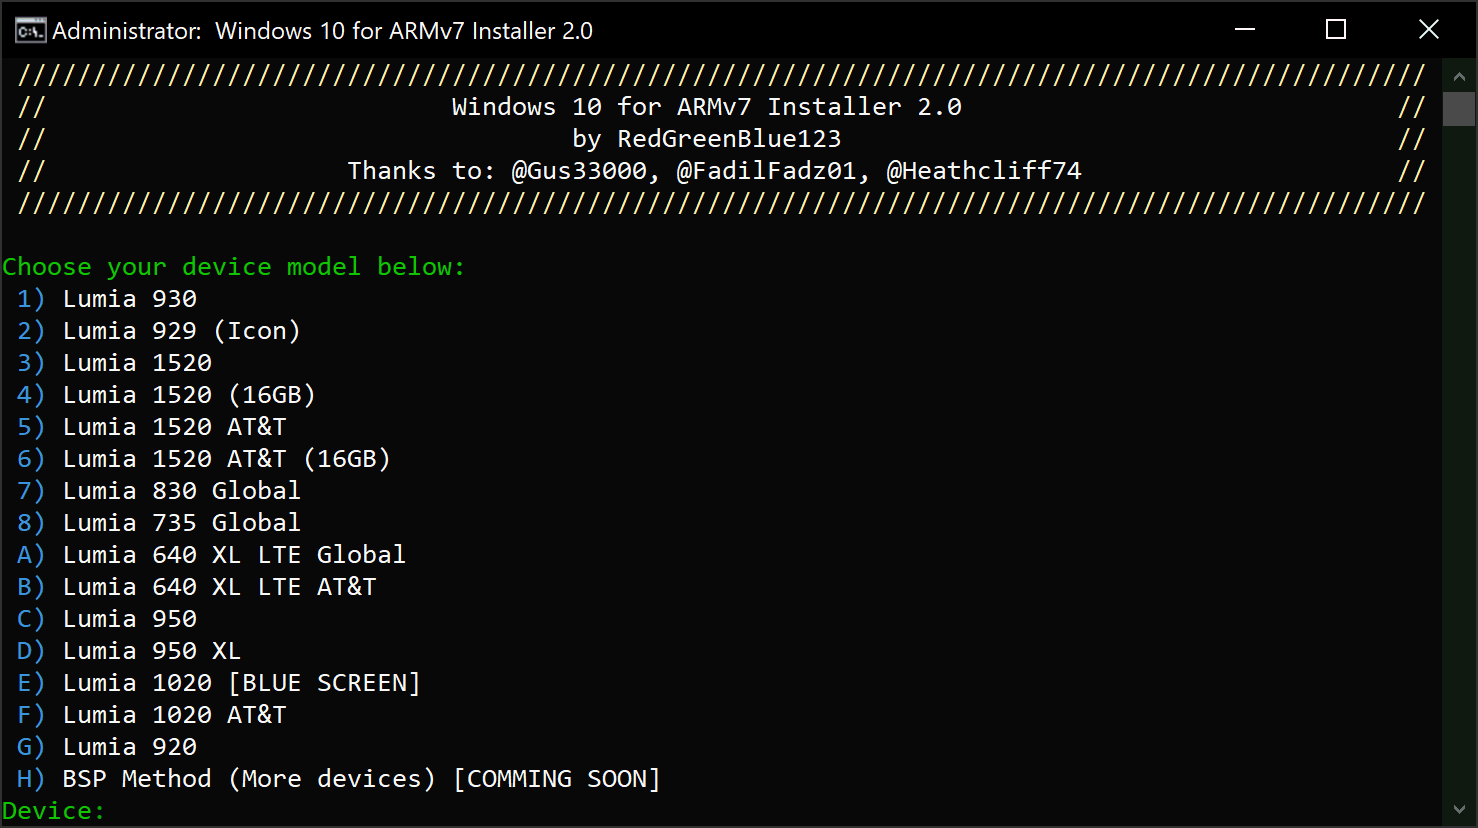 Administrator:  Windows 10 for ARMv7 Installer 2.0
//////////////////////////////////////////////////////////////////////////////////////////////
// Windows 10 for ARMv7 Installer 2.0 //
// by RedGreenBlue123 //
// Thanks to: @Gus33000, @FadilFadz01, @Heathcliff74 //
//////////////////////////////////////////////////////////////////////////////////////////////
Choose your device model below:
1) Lumia 930
2) Lumia 929 (Icon)
3) Lumia 1520
4) Lumia 1520 (16GB)
5) Lumia 1520 AT&T
6) Lumia 1520 AT&T (16GB)
7) Lumia 830 Global
8) Lumia 735 Global
A) Lumia 640 XL LTE Global
B) Lumia 640 XL LTE AT&T
C) Lumia 950
D) Lumia 950 XL
E) Lumia 1020 [BLUE SCREEN]
F) Lumia 1020 AT&T
G) Lumia 920
H) BSP Method (More devices) [COMMING SOON]
Device: